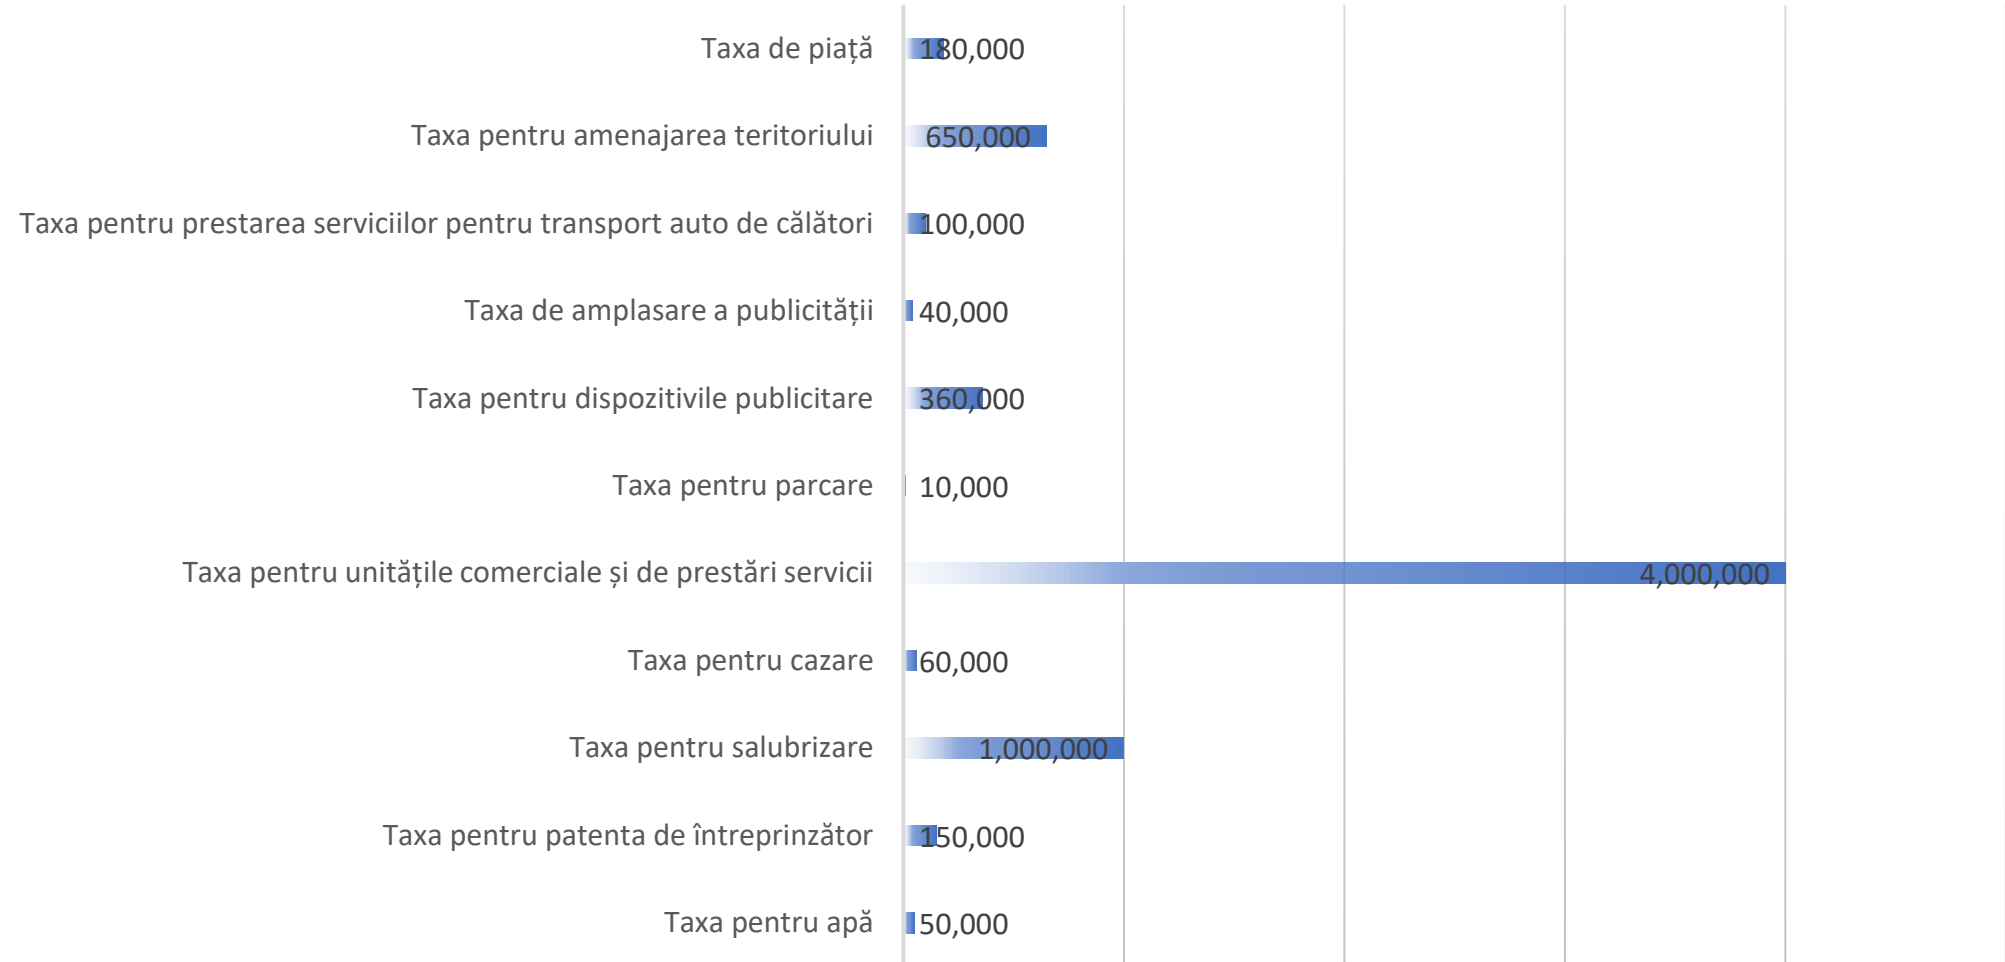 Taxa de piață 180,000
Taxa pentru amenajarea teritoriului 650,000
Taxa pentru prestarea serviciilor pentru transport auto de călători 100,000
Taxa de amplasare a publicității 40,000
Taxa pentru dispozitivile publicitare 360,000
Taxa pentru parcare 10,000
Taxa pentru unitățile comerciale și de prestări servicii 4,000,000
Taxa pentru cazare 60,000
Taxa pentru salubrizare 1,000,000
Taxa pentru patenta de întreprinzător 150,000
Taxa pentru apă 50,000